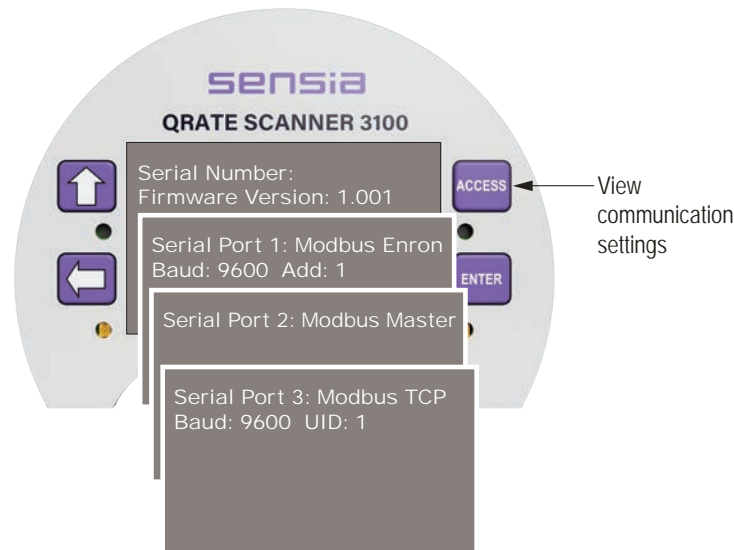 sensia
QRATE SCANNER 3100
Serial Number:
Firmware Version: 1.001
ACCESS
View
communication
settings
Serial Port 1: Modbus Enron
Baud: 9600 Add: 1
ENTER
Serial Port 2: Modbus Master
Serial Port 3: Modbus TCP
Baud: 9600 UID: 1